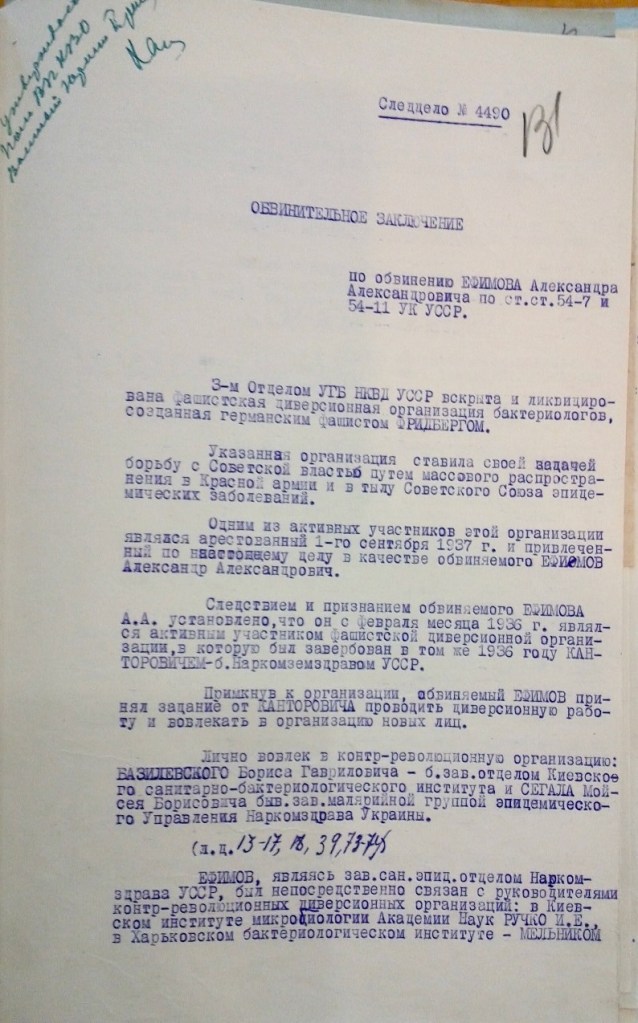 утверждаю
Следдело № 4490
131
ОБВИНИТЕЛЬНОЕ ЗАКЛЮЧЕНИЕ
по обвинению ЕФИМОВА Александра
Александровича по ст.ст.54-7 и
54-11 УК УССР.
3-м Отделом УГБ НКВД УССР вскрыта и ликвидиро-
вана фашистская диверсионная организация бактериологов,
созданная германским фашистом ФРИДБЕРГОМ.
Указанная организация ставила своей задачей
борьбу с Советской властью путем массового распростра-
нения в Красной армии и в тылу Советского Союза эпиде-
мических заболеваний.
Одним из активных участников этой организации
являлся арестованный 1-го сентября 1937 г. и привлечен-
ный по настоящему делу в качестве обвиняемого ЕФИМОВ
Александр Александрович.
Следствием и признанием обвиняемого ЕФИМОВА
А.А. установлено,что он с февраля месяца 1936 г. являл-
ся активным участником фашистской диверсионной органи-
зации,в которую был завербован в том же 1936 году КАН-
ТОРОВИЧЕМ-б.Наркомземздравом УССР.
Примкнув к организации, обвиняемый ЕФИМОВ при-
нял задание от КАНТОРОВИЧА проводить диверсионную рабо-
ту и вовлекать в организацию новых лиц.
Лично вовлек в контр-революционную организацию:
БАЗИЛЕВСКОГО Бориса Гавриловича - б.зав.отделом Киевско
го санитарно-бактериологического института и СЕГАЛА Мой-
сея Борисовича быв.зав.малярийной группой эпидемическо-
го Управления Наркомздрава Украины.
(л.д. 13-17, 18, 39, 73-74)
ЕФИМОВ, являясь зав.сан.эпид.отделом Нарком-
здрава УССР, был непосредственно связан с руководителями
контр-революционных диверсионных организаций: в Киев-
ском институте микробиологии Академии Наук РУЧКО И.Е.,
в Харьковском бактериологическом институте - МЕЛЬНИКОМ